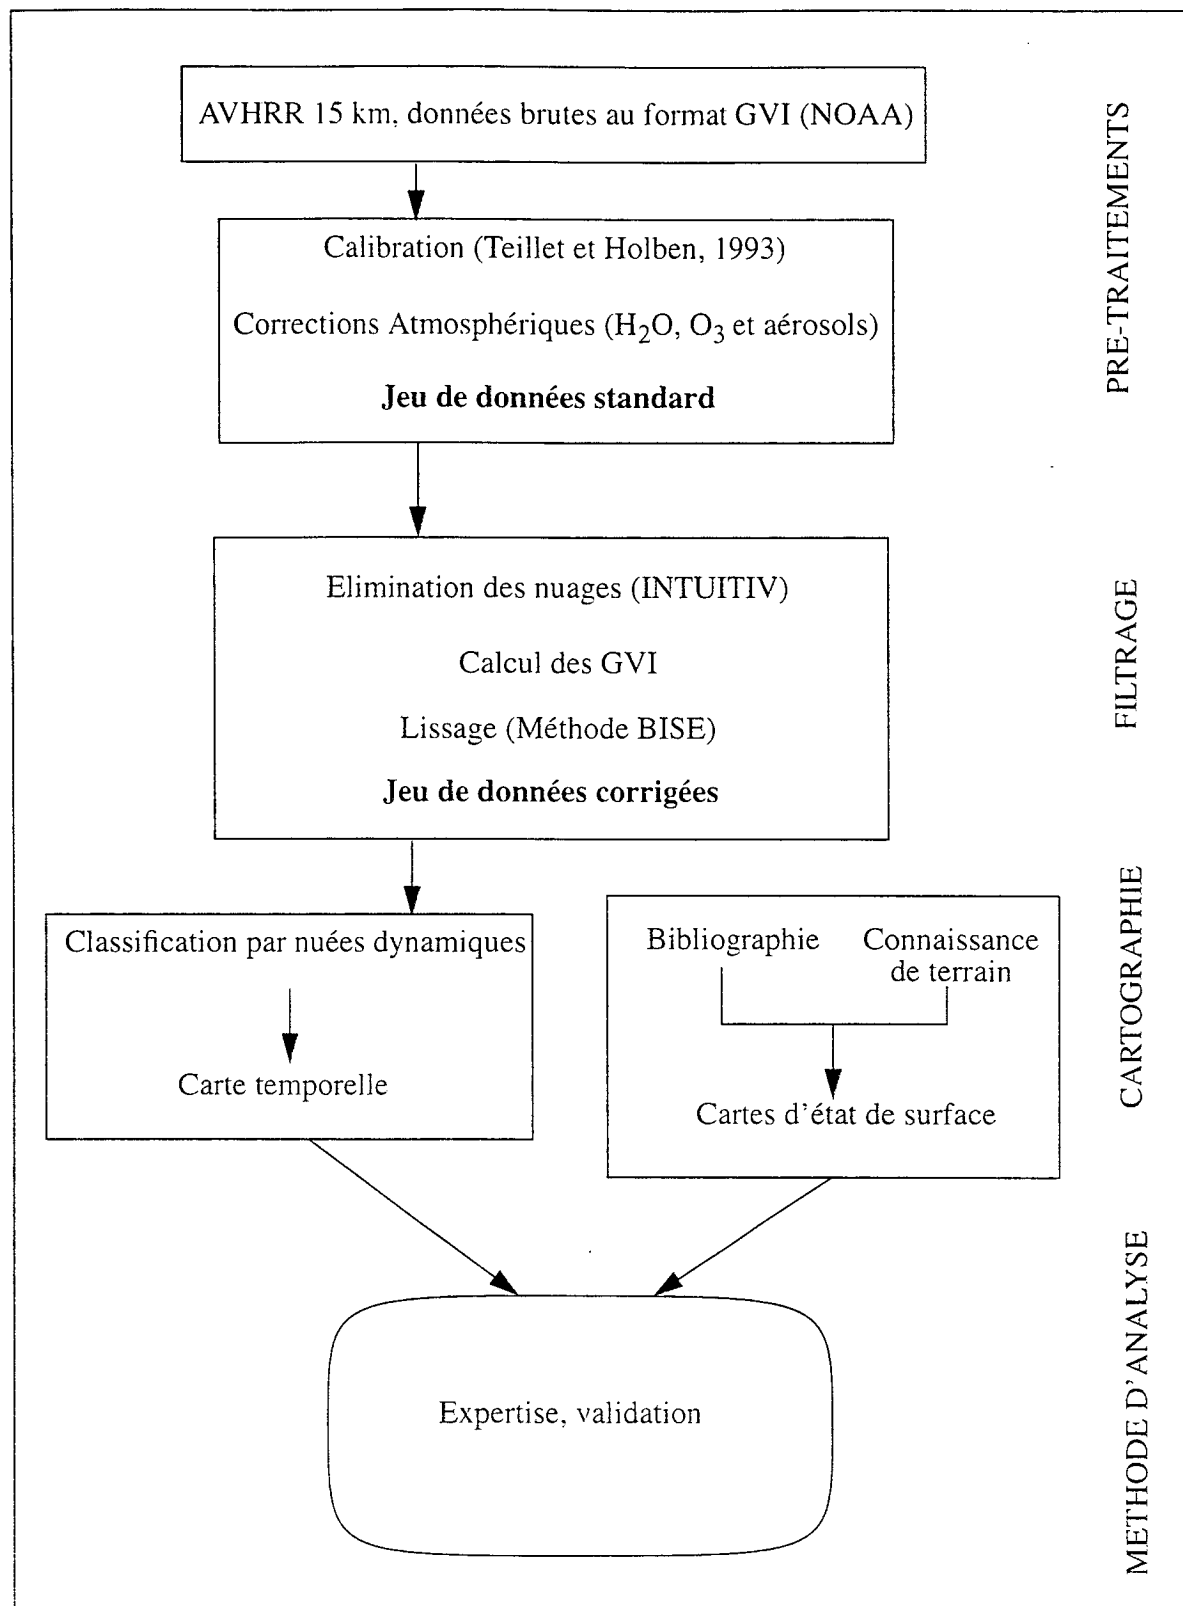 AVHRR 15 km, données brutes au format GVI (NOAA)
Calibration (Teillet et Holben, 1993)
Corrections Atmosphériques (H₂O, O₃ et aérosols)
Jeu de données standard
PRE-TRAITEMENTS
Elimination des nuages (INTUITIV)
Calcul des GVI
Lissage (Méthode BISE)
Jeu de données corrigées
FILTRAGE
Classification par nuées dynamiques
Carte temporelle
Bibliographie
Connaissance
de terrain
Cartes d'état de surface
CARTOGRAPHIE
Expertise, validation
METHODE D'ANALYSE